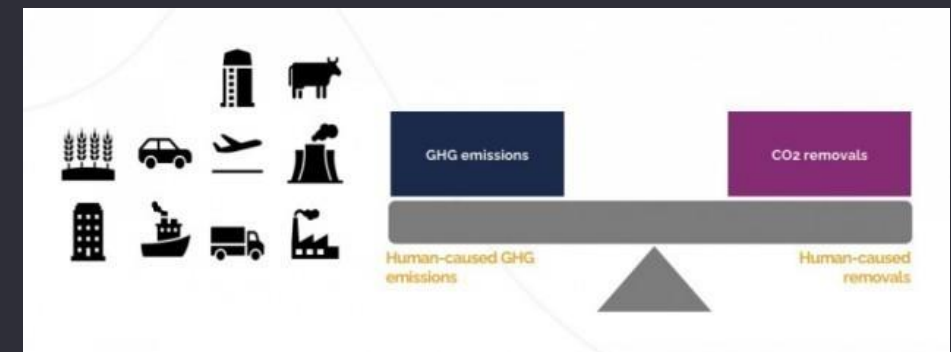 GHG emissions
CO2 removals
Human-caused GHG
emissions
Human-caused
removals